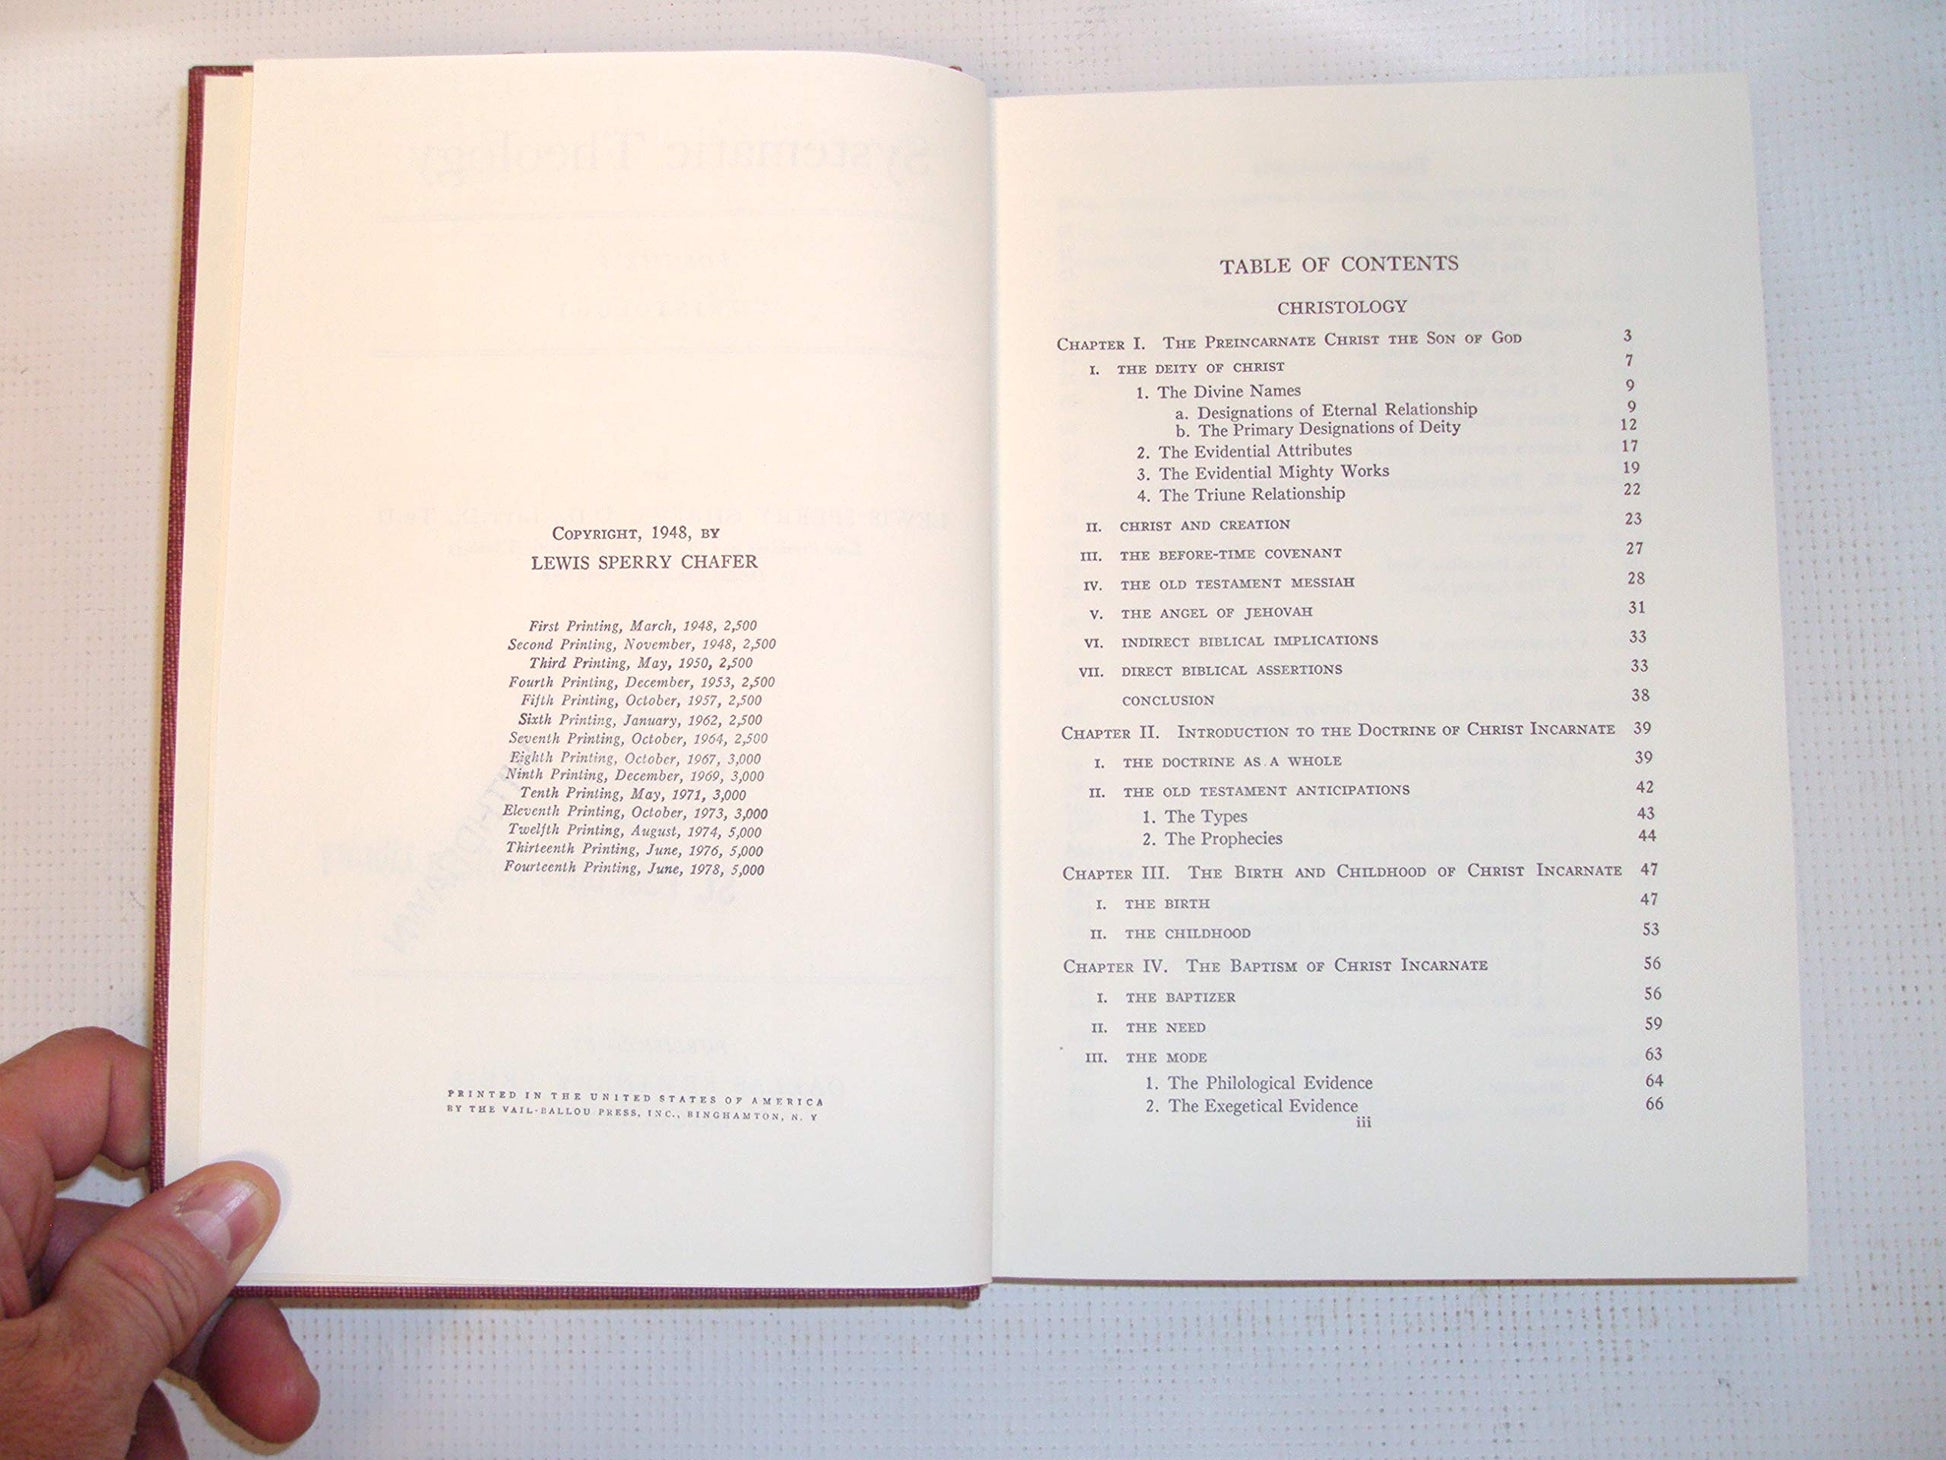 COPYRIGHT, 1948, BY
LEWIS SPERRY CHAFER
First Printing, March, 1948, 2,500
Second Printing, November, 1948, 2,500
Third Printing, May, 1950, 2,500
Fourth Printing, December, 1953, 2,500
Fifth Printing, October, 1957, 2,500
Sixth Printing, January, 1962, 2,500
Seventh Printing, October, 1964, 2,500
Eighth Printing, October, 1967, 3,000
Ninth Printing, December, 1969, 3,000
Tenth Printing, May, 1971, 3,000
Eleventh Printing, October, 1973, 3,000
Twelfth Printing, August, 1974, 5,000
Thirteenth Printing, June, 1976, 5,000
Fourteenth Printing, June, 1978, 5,000
PRINTED IN THE UNITED STATES OF AMERICA
BY THE VAIL-BALLOU PRESS, INC., BINGHAMTON, N. Y
TABLE OF CONTENTS
CHRISTOLOGY
CHAPTER I. THE PREINCARNATE CHRIST THE SON OF GOD 3
I. THE DEITY OF CHRIST 7
1. The Divine Names 9
a. Designations of Eternal Relationship 9
b. The Primary Designations of Deity 12
2. The Evidential Attributes 17
3. The Evidential Mighty Works 19
4. The Triune Relationship 22
II. CHRIST AND CREATION 23
III. THE BEFORE-TIME COVENANT 27
IV. THE OLD TESTAMENT MESSIAH 28
V. THE ANGEL OF JEHOVAH 31
VI. INDIRECT BIBLICAL IMPLICATIONS 33
VII. DIRECT BIBLICAL ASSERTIONS 33
CONCLUSION 38
CHAPTER II. INTRODUCTION TO THE DOCTRINE OF CHRIST INCARNATE 39
I. THE DOCTRINE AS A WHOLE 39
II. THE OLD TESTAMENT ANTICIPATIONS 42
1. The Types 43
2. The Prophecies 44
CHAPTER III. THE BIRTH AND CHILDHOOD OF CHRIST INCARNATE 47
I. THE BIRTH 47
II. THE CHILDHOOD 53
CHAPTER IV. THE BAPTISM OF CHRIST INCARNATE 56
I. THE BAPTIZER 56
II. THE NEED 59
III. THE MODE 63
1. The Philological Evidence 64
2. The Exegetical Evidence 66
iii